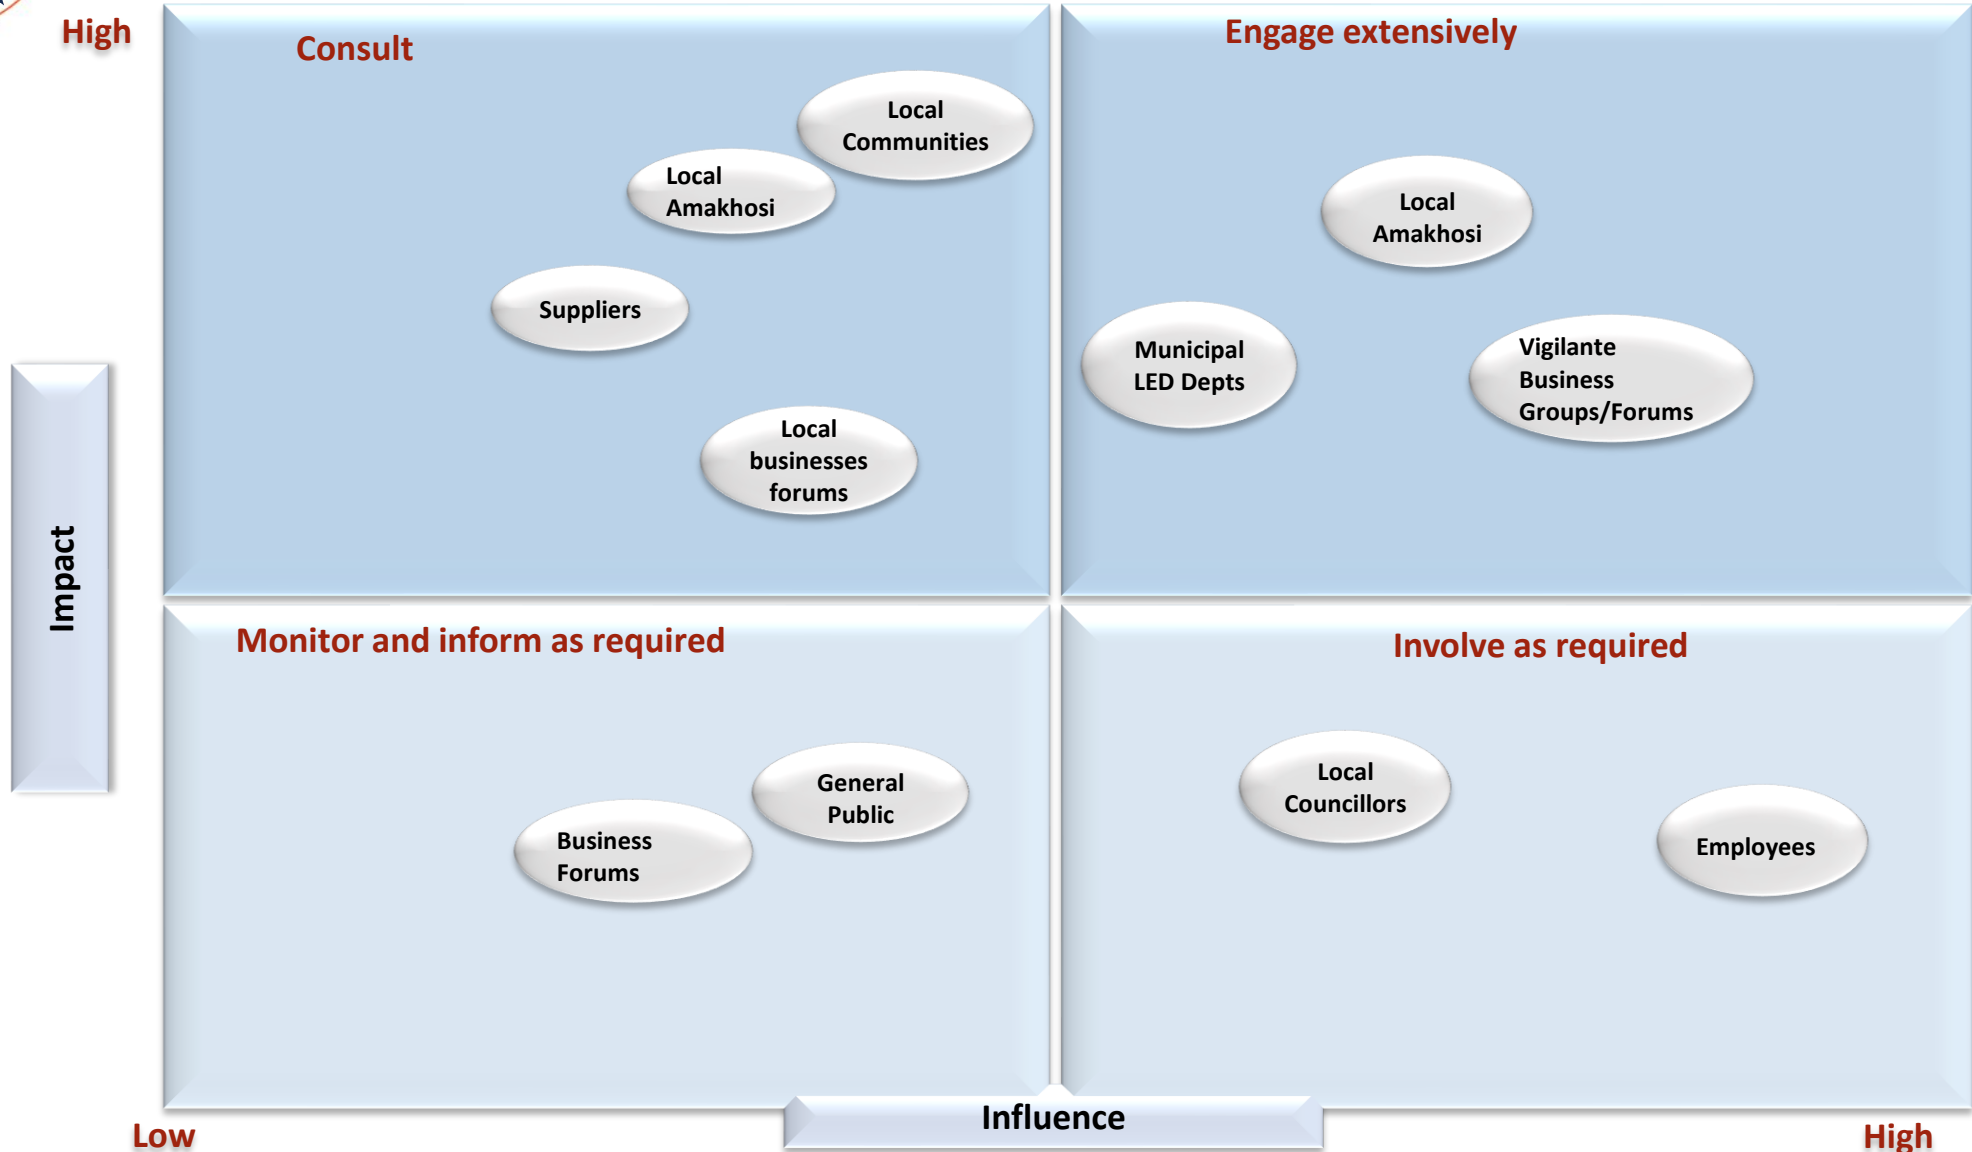 High
Consult
Engage extensively
Local
Communities
Local
Amakhosi
Suppliers
Local
businesses
forums
Local
Amakhosi
Municipal
LED Depts
Vigilante
Business
Groups/Forums
Impact
Monitor and inform as required
Involve as required
General
Public
Business
Forums
Local
Councillors
Employees
Influence
Low
High